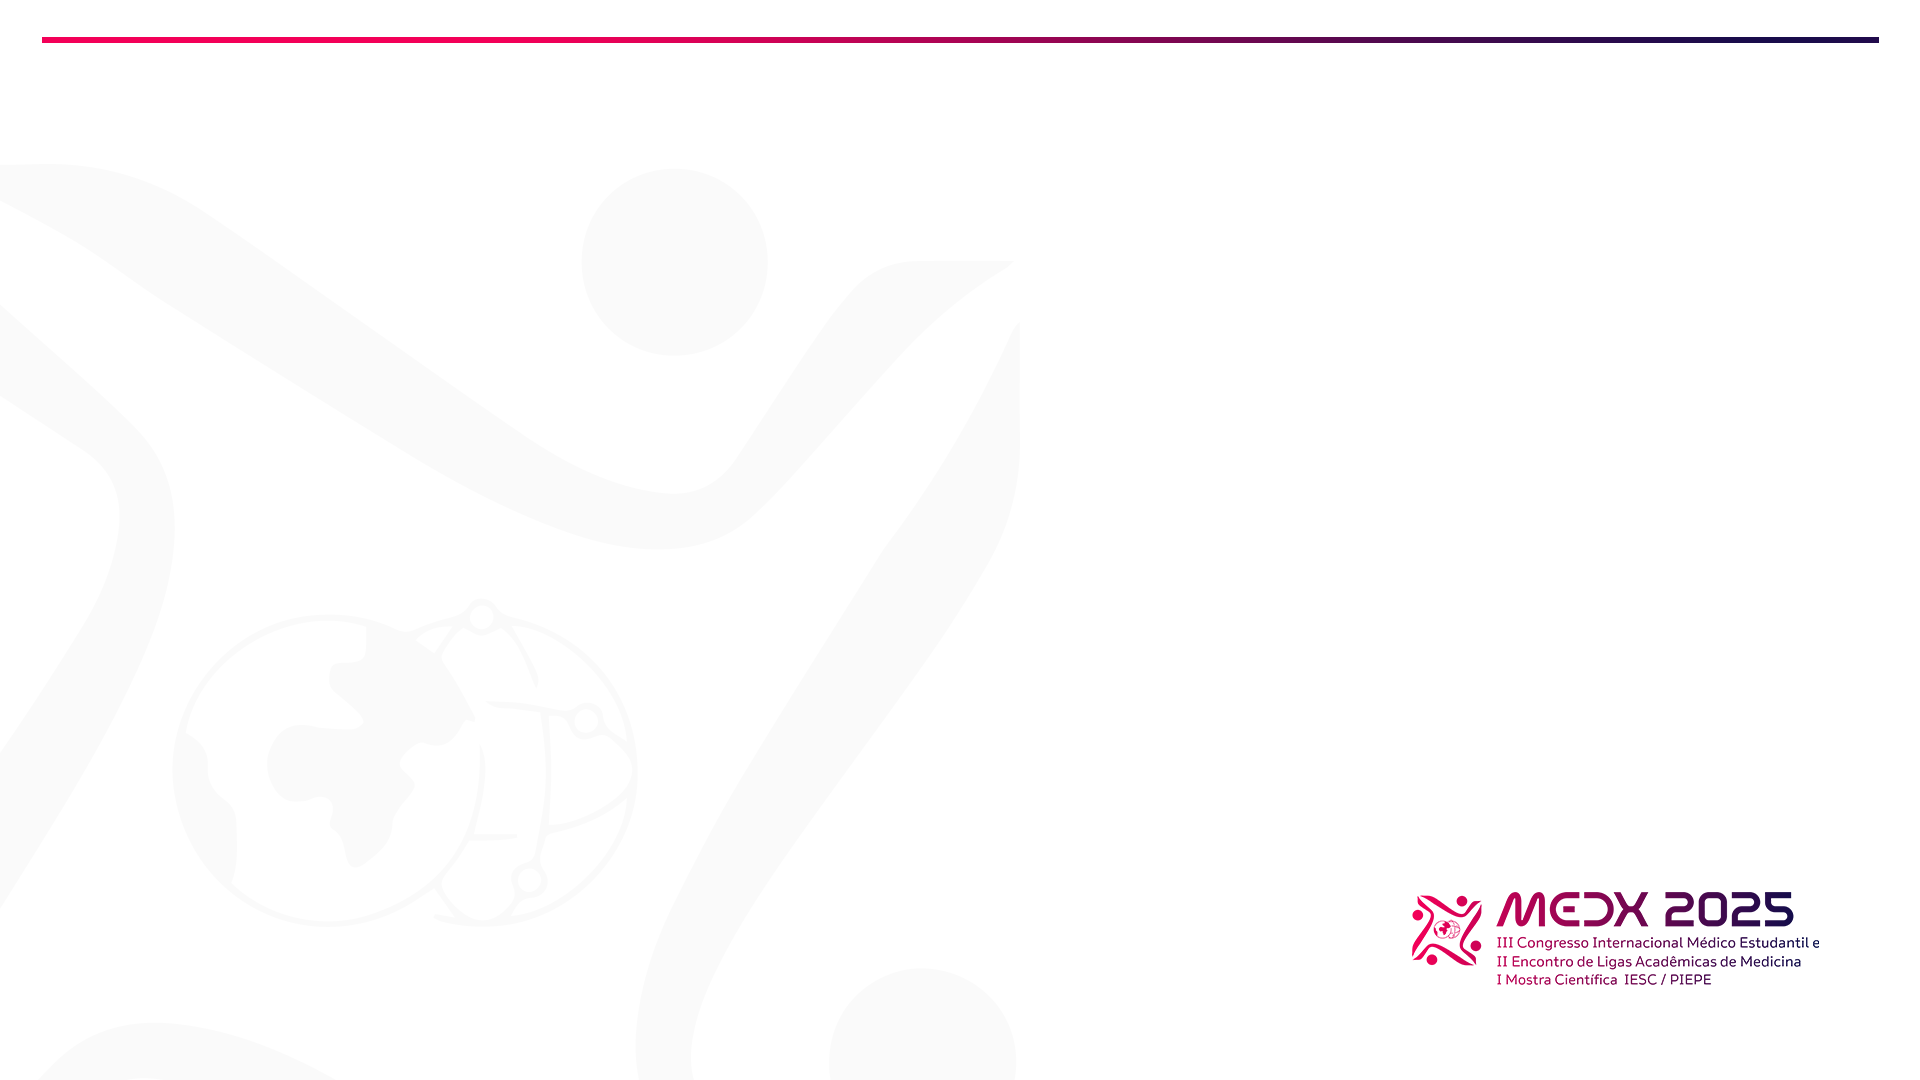 MEDX 2025
III Congresso Internacional Médico Estudantil e
II Encontro de Ligas Acadêmicas de Medicina
I Mostra Científica IESC / PIEPE